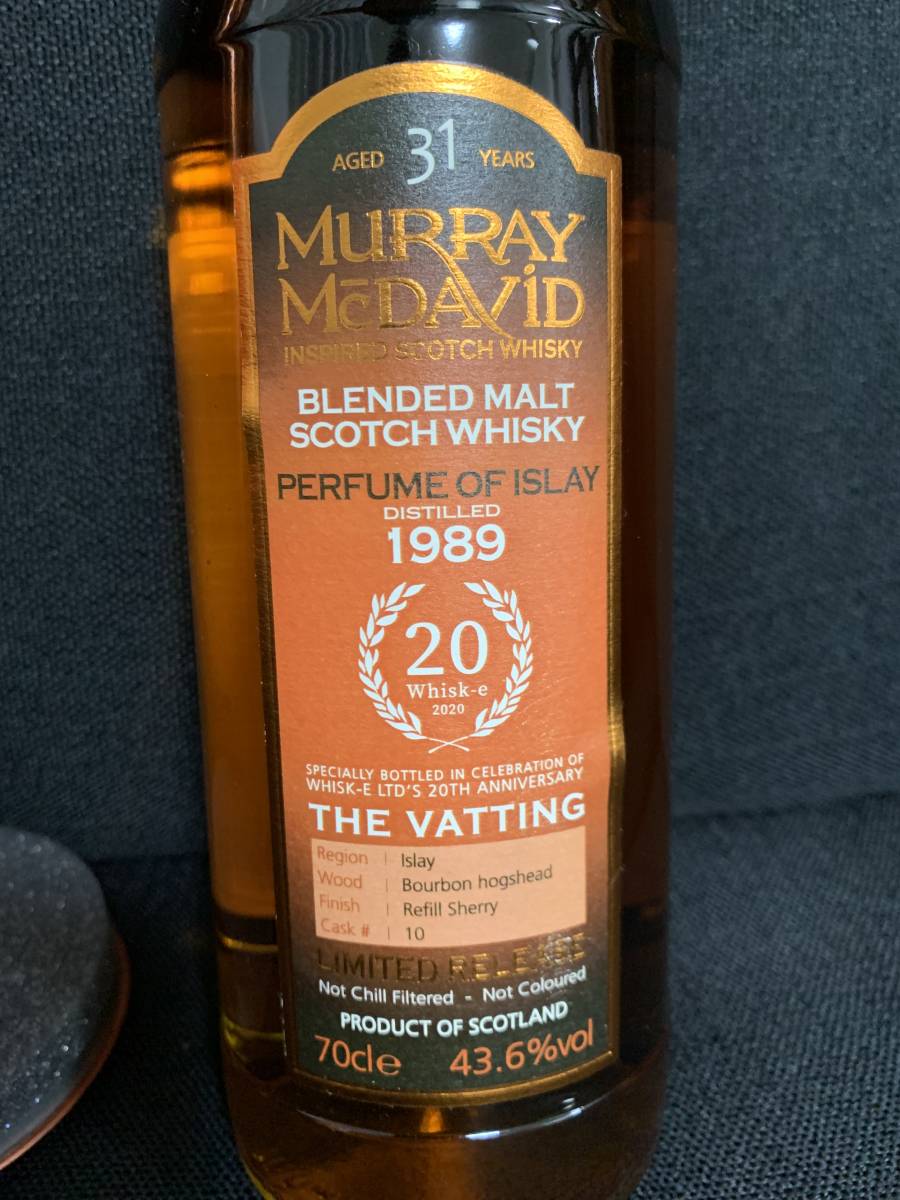 AGED 31 YEARS
MURRAY
McDAVID
INSPIRED SCOTCH WHISKY
BLENDED MALT
SCOTCH WHISKY
PERFUME OF ISLAY
DISTILLED
1989
20
Whisk-e
2020
SPECIALLY BOTTLED IN CELEBRATION OF
WHISK-E LTD'S 20TH ANNIVERSARY
THE VATTING
Region | Islay
Wood | Bourbon hogshead
Finish | Refill Sherry
Cask # | 10
LIMITED RELEASE
Not Chill Filtered - Not Coloured
PRODUCT OF SCOTLAND
70cl℮ 43.6%vol